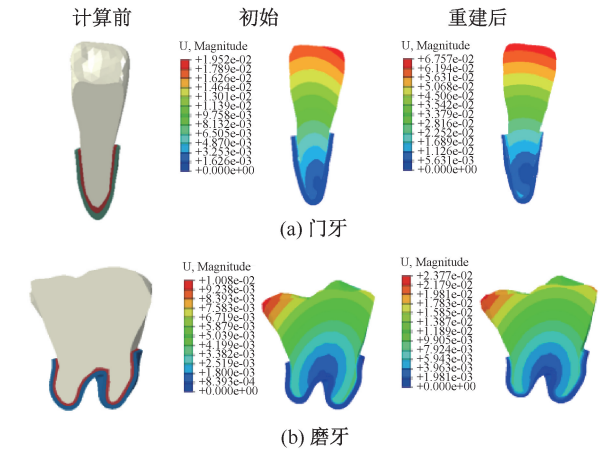 计算前 初始 重建后
U, Magnitude
+1.952e-02
+1.789e-02
+1.626e-02
+1.464e-02
+1.301e-02
+1.139e-02
+9.758e-03
+8.132e-03
+6.505e-03
+4.870e-03
+3.253e-03
+1.626e-03
+0.000e+00
U, Magnitude
+6.757e-02
+6.194e-02
+5.631e-02
+5.068e-02
+4.506e-02
+3.542e-02
+3.379e-02
+2.816e-02
+2.252e-02
+1.689e-02
+1.126e-02
+5.631e-03
+0.000e+00
(a) 门牙
U, Magnitude
+1.008e-02
+9.238e-03
+8.393e-03
+7.583e-03
+6.719e-03
+5.879e-03
+5.039e-03
+4.199e-03
+3.382e-03
+2.519e-03
+1.800e-03
+8.393e-04
+0.000e+00
U, Magnitude
+2.377e-02
+2.179e-02
+1.981e-02
+1.783e-02
+1.585e-02
+1.387e-02
+1.189e-02
+9.905e-03
+7.924e-03
+5.943e-03
+3.963e-03
+1.981e-03
+0.000e+00
(b) 磨牙